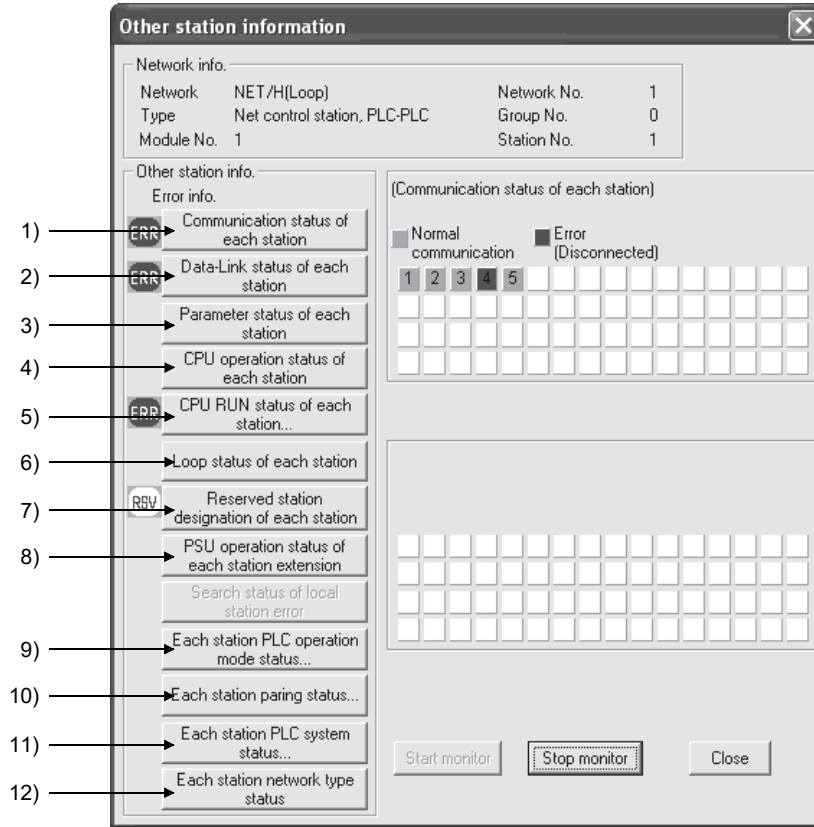 Other station information
Network info.
Network NET/H(Loop) Network No. 1
Type Net control station, PLC-PLC Group No. 0
Module No. 1 Station No. 1
Other station info.
Error info.
(Communication status of each station)
Normal communication
Error (Disconnected)
1 2 3 4 5
1) ERR Communication status of each station
2) ERR Data-Link status of each station
3) Parameter status of each station
4) CPU operation status of each station
5) ERR CPU RUN status of each station...
6) Loop status of each station
7) RSV Reserved station designation of each station
8) PSU operation status of each station extension
Search status of local station error
9) Each station PLC operation mode status...
10) Each station paring status...
11) Each station PLC system status...
12) Each station network type status
Start monitor Stop monitor Close